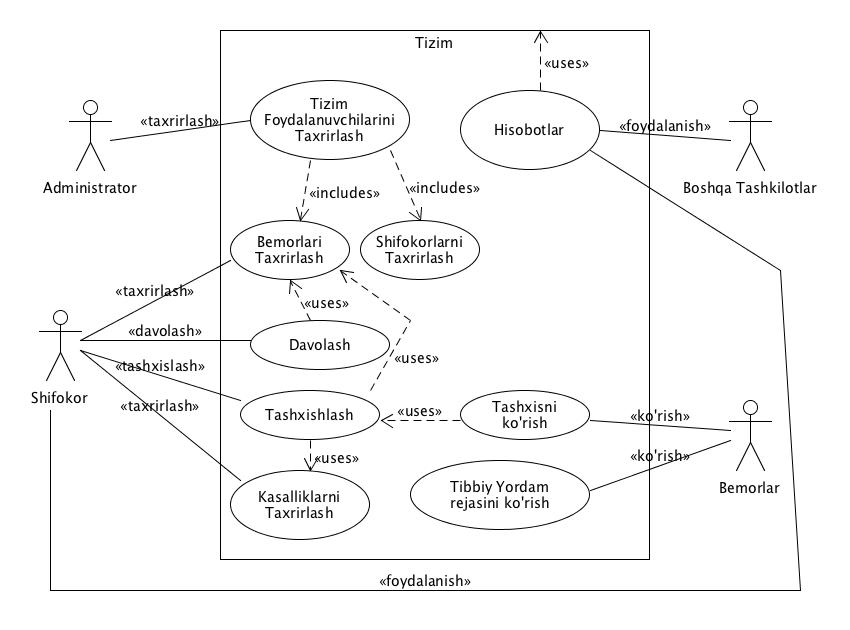 Tizim
«uses»
Tizim
Foydalanuvchilarini
Taxrirlash
«taxrirlash»
Hisobotlar
«foydalanish»
Administrator
Boshqa Tashkilotlar
«includes»
«includes»
Bemorlari
Taxrirlash
Shifokorlarni
Taxrirlash
«taxrirlash»
«uses»
«davolash»
Davolash
«uses»
«tashxislash»
Shifokor
«taxrirlash»
Tashxishlash
«uses»
Tashxisni
ko'rish
«ko'rish»
«uses»
«ko'rish»
Kasalliklarni
Taxrirlash
Tibbiy Yordam
rejasini ko'rish
Bemorlar
«foydalanish»